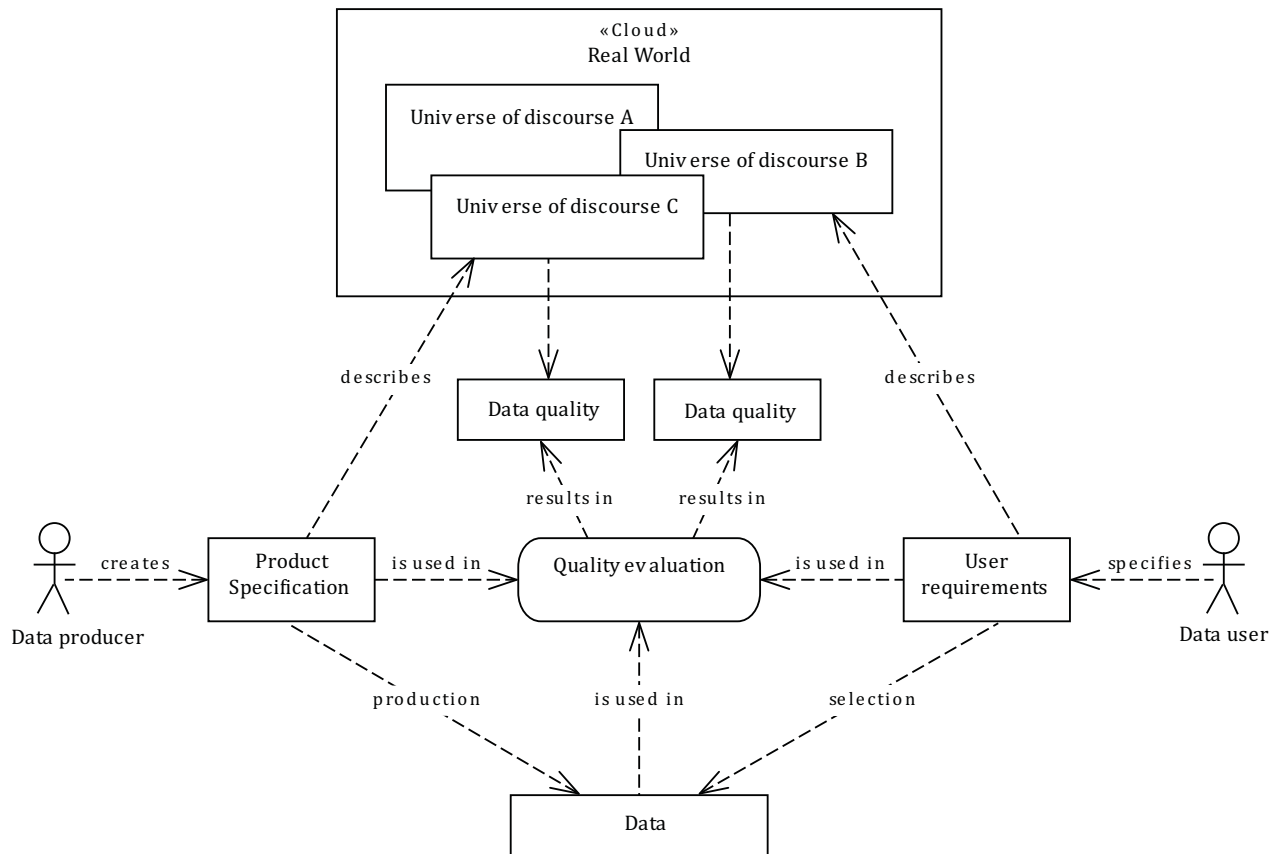 «Cloud»
Real World
Universe of discourse A
Universe of discourse B
Universe of discourse C
describes
describes
Data quality
Data quality
results in
results in
creates
Product
Specification
is used in
Quality evaluation
is used in
User
requirements
specifies
Data producer
Data user
production
is used in
selection
Data